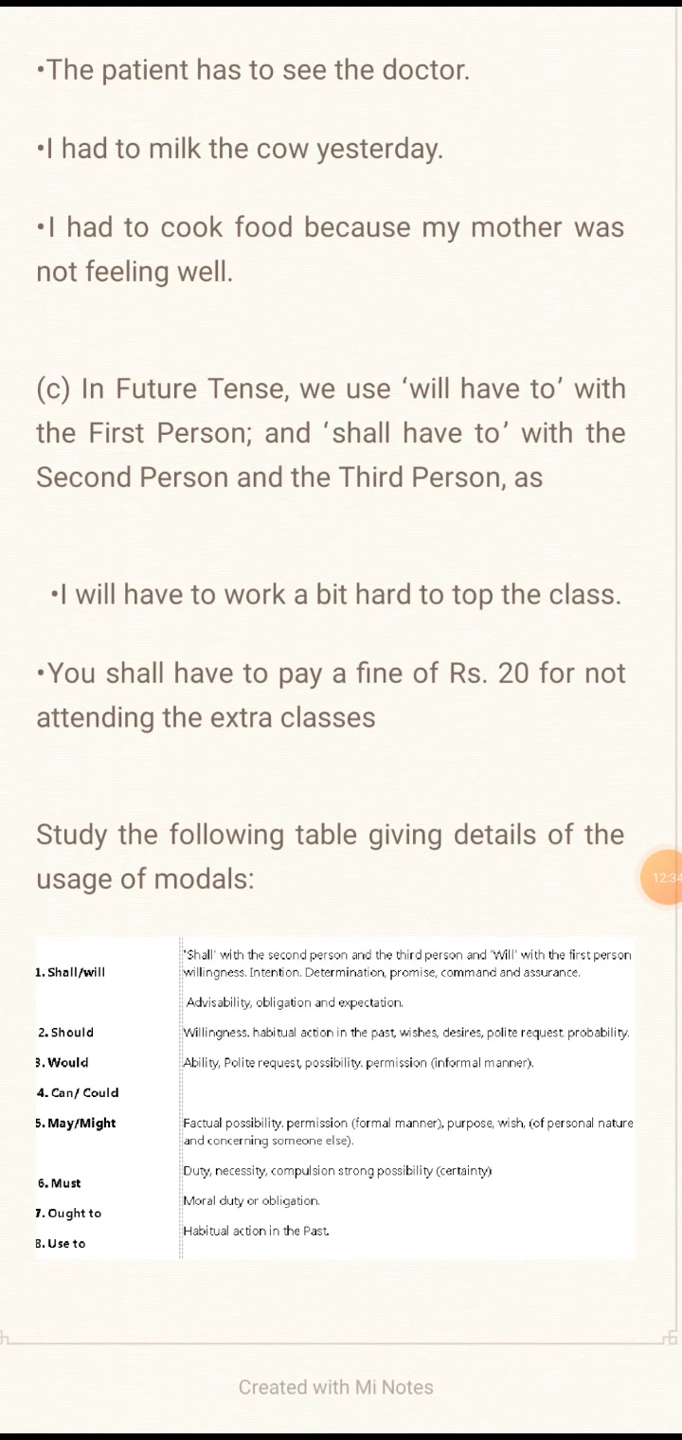 •The patient has to see the doctor.
•I had to milk the cow yesterday.
•I had to cook food because my mother was
not feeling well.
(c) In Future Tense, we use ‘will have to’ with
the First Person; and ‘shall have to’ with the
Second Person and the Third Person, as
•I will have to work a bit hard to top the class.
•You shall have to pay a fine of Rs. 20 for not
attending the extra classes
Study the following table giving details of the
usage of modals:
12:34
'Shall' with the second person and the third person and 'Will' with the first person
1. Shall/will
willingness. Intention. Determination, promise, command and assurance.
Advisability, obligation and expectation.
2. Should
Willingness. habitual action in the past, wishes, desires, polite request. probability.
3. Would
Ability, Polite request, possibility. permission (informal manner).
4. Can/ Could
5. May/Might
Factual possibility. permission (formal manner), purpose, wish, (of personal nature
and concerning someone else).
Duty, necessity, compulsion strong possibility (certainty)
6. Must
Moral duty or obligation.
7. Ought to
Habitual action in the Past.
8. Use to
Created with Mi Notes